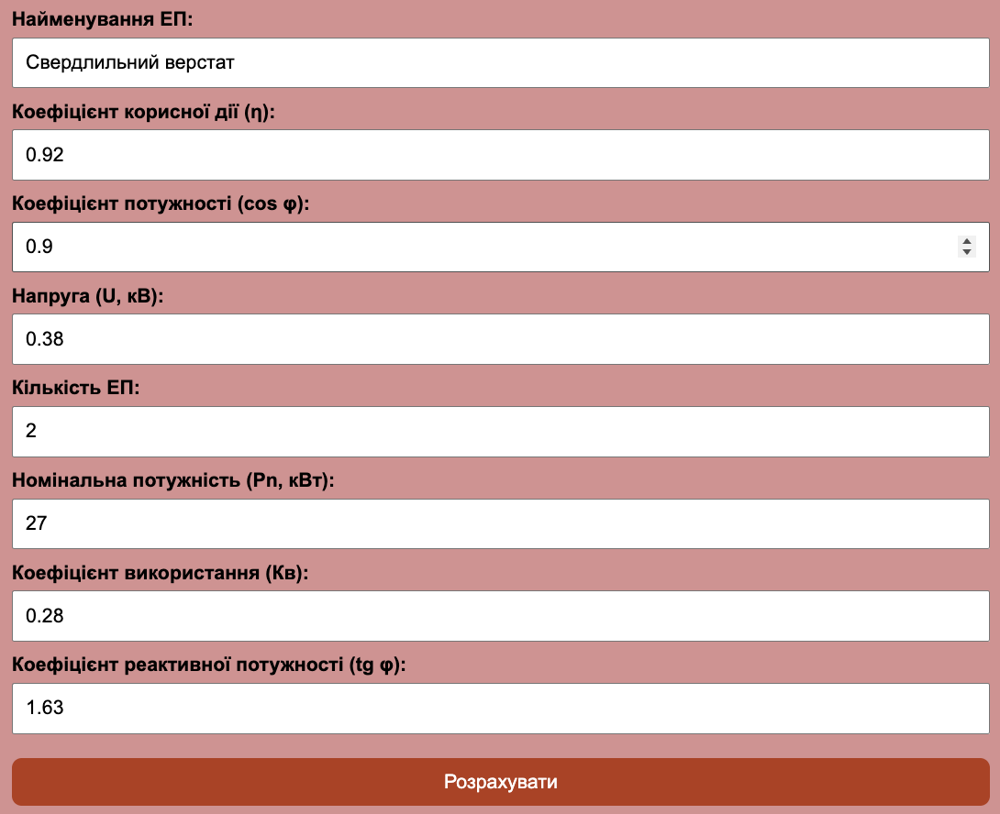 Найменування ЕП:
Свердлильний верстат
Коефіцієнт корисної дії (η):
0.92
Коефіцієнт потужності (cos φ):
0.9
Напруга (U, кВ):
0.38
Кількість ЕП:
2
Номінальна потужність (Pn, кВт):
27
Коефіцієнт використання (Кв):
0.28
Коефіцієнт реактивної потужності (tg φ):
1.63
Розрахувати